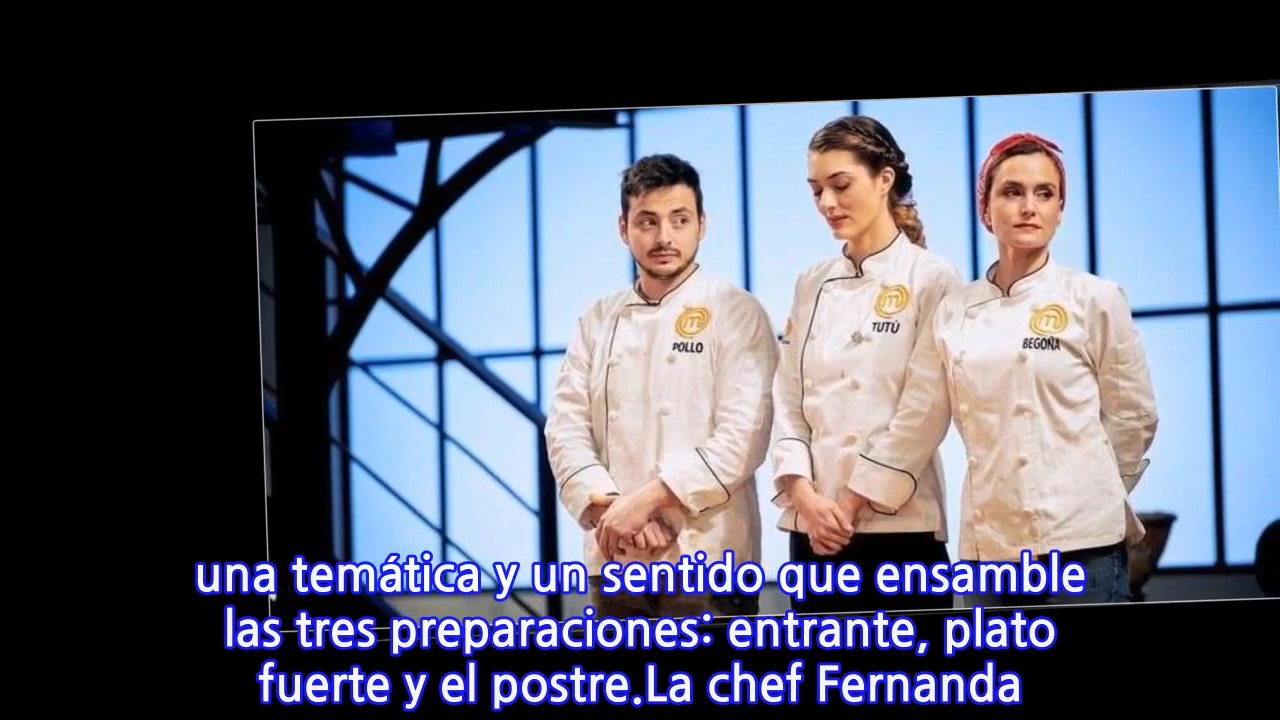 POLLO
TUTÚ
BEGOÑA
una temática y un sentido que ensamble
las tres preparaciones: entrante, plato
fuerte y el postre.La chef Fernanda